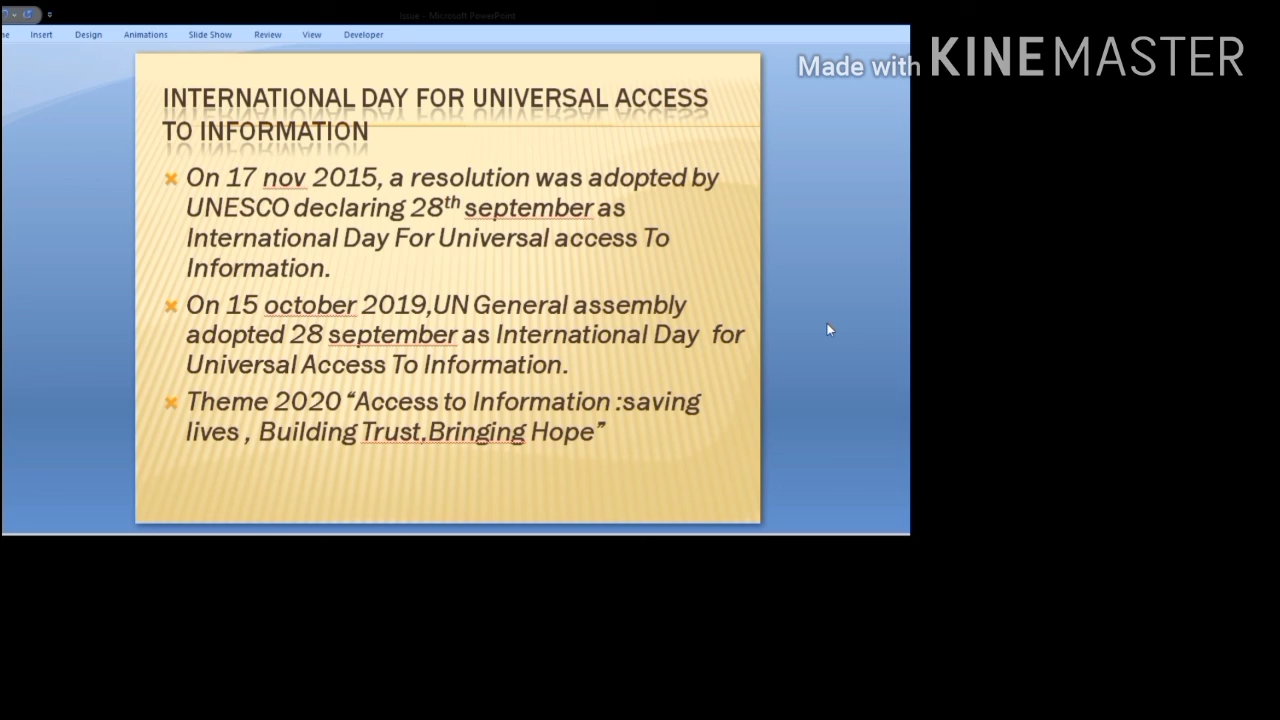 Issue - Microsoft PowerPoint
Insert Design Animations Slide Show Review View Developer
Made with KINEMASTER
INTERNATIONAL DAY FOR UNIVERSAL ACCESS
TO INFORMATION
On 17 nov 2015, a resolution was adopted by
UNESCO declaring 28th september as
International Day For Universal access To
Information.
On 15 october 2019,UN General assembly
adopted 28 september as International Day for
Universal Access To Information.
Theme 2020 “Access to Information :saving
lives , Building Trust,Bringing Hope”